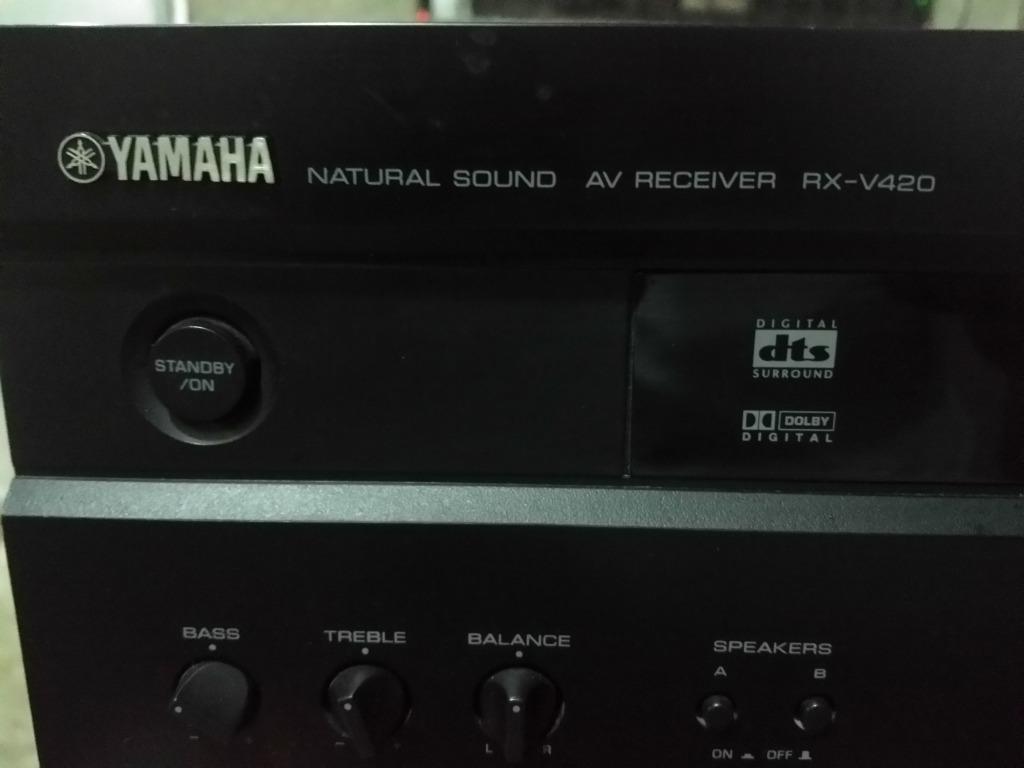 YAMAHA NATURAL SOUND AV RECEIVER RX-V420
STANDBY
/ON
DIGITAL
dts
SURROUND
DOLBY
DIGITAL
BASS TREBLE BALANCE SPEAKERS
A B
- + - + L R
ON OFF